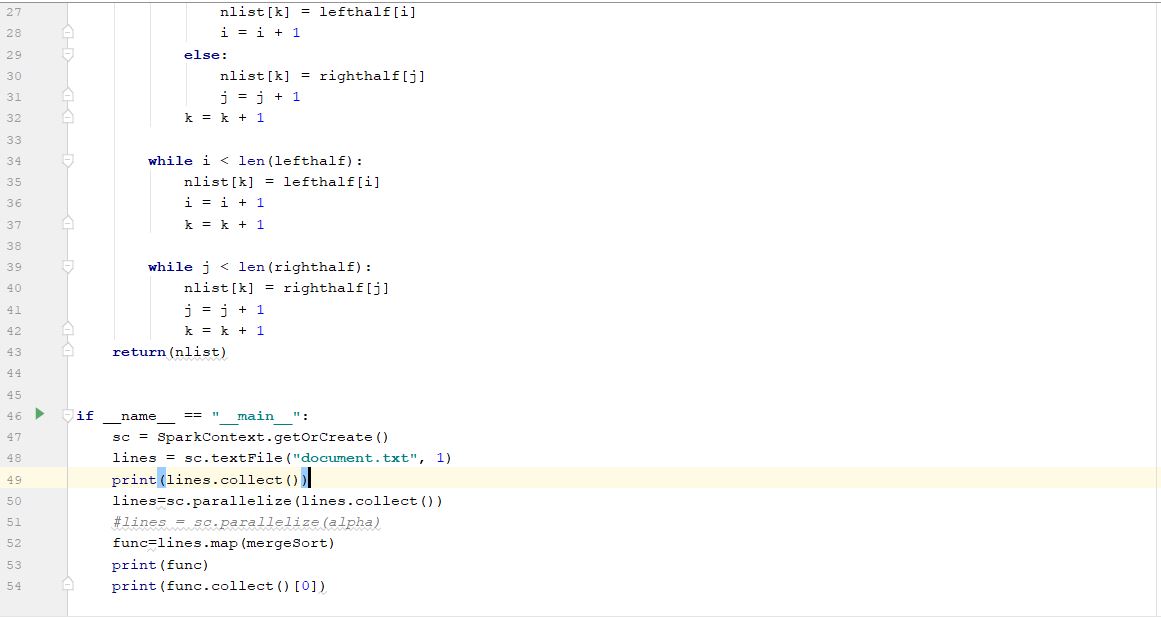 27                 nlist[k] = lefthalf[i]
28                 i = i + 1
29             else:
30                 nlist[k] = righthalf[j]
31                 j = j + 1
32             k = k + 1
33
34         while i < len(lefthalf):
35             nlist[k] = lefthalf[i]
36             i = i + 1
37             k = k + 1
38
39         while j < len(righthalf):
40             nlist[k] = righthalf[j]
41             j = j + 1
42             k = k + 1
43     return(nlist)
44
45
46 if __name__ == "__main__":
47     sc = SparkContext.getOrCreate()
48     lines = sc.textFile("document.txt", 1)
49     print(lines.collect())
50     lines=sc.parallelize(lines.collect())
51     #lines = sc.parallelize(alpha)
52     func=lines.map(mergeSort)
53     print(func)
54     print(func.collect()[0])